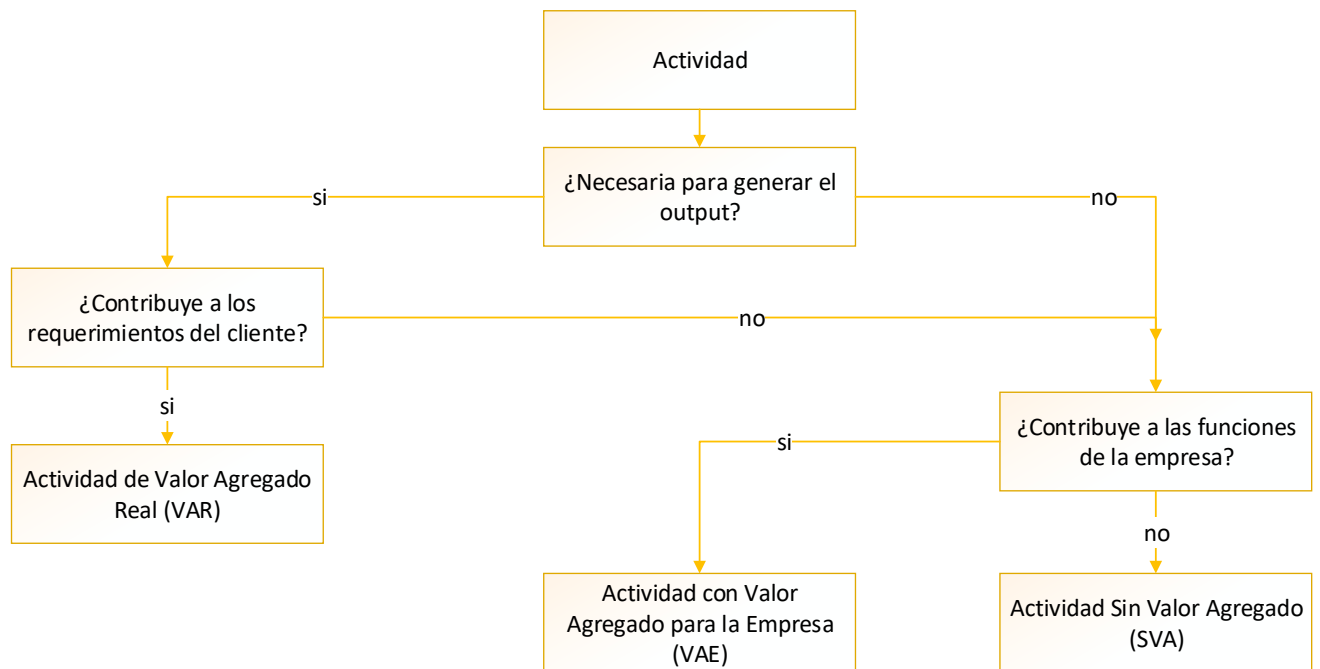 Actividad
¿Necesaria para generar el
output?
si
no
¿Contribuye a los
requerimientos del cliente?
no
si
¿Contribuye a las funciones
de la empresa?
si
Actividad de Valor Agregado
Real (VAR)
no
Actividad con Valor
Agregado para la Empresa
(VAE)
Actividad Sin Valor Agregado
(SVA)